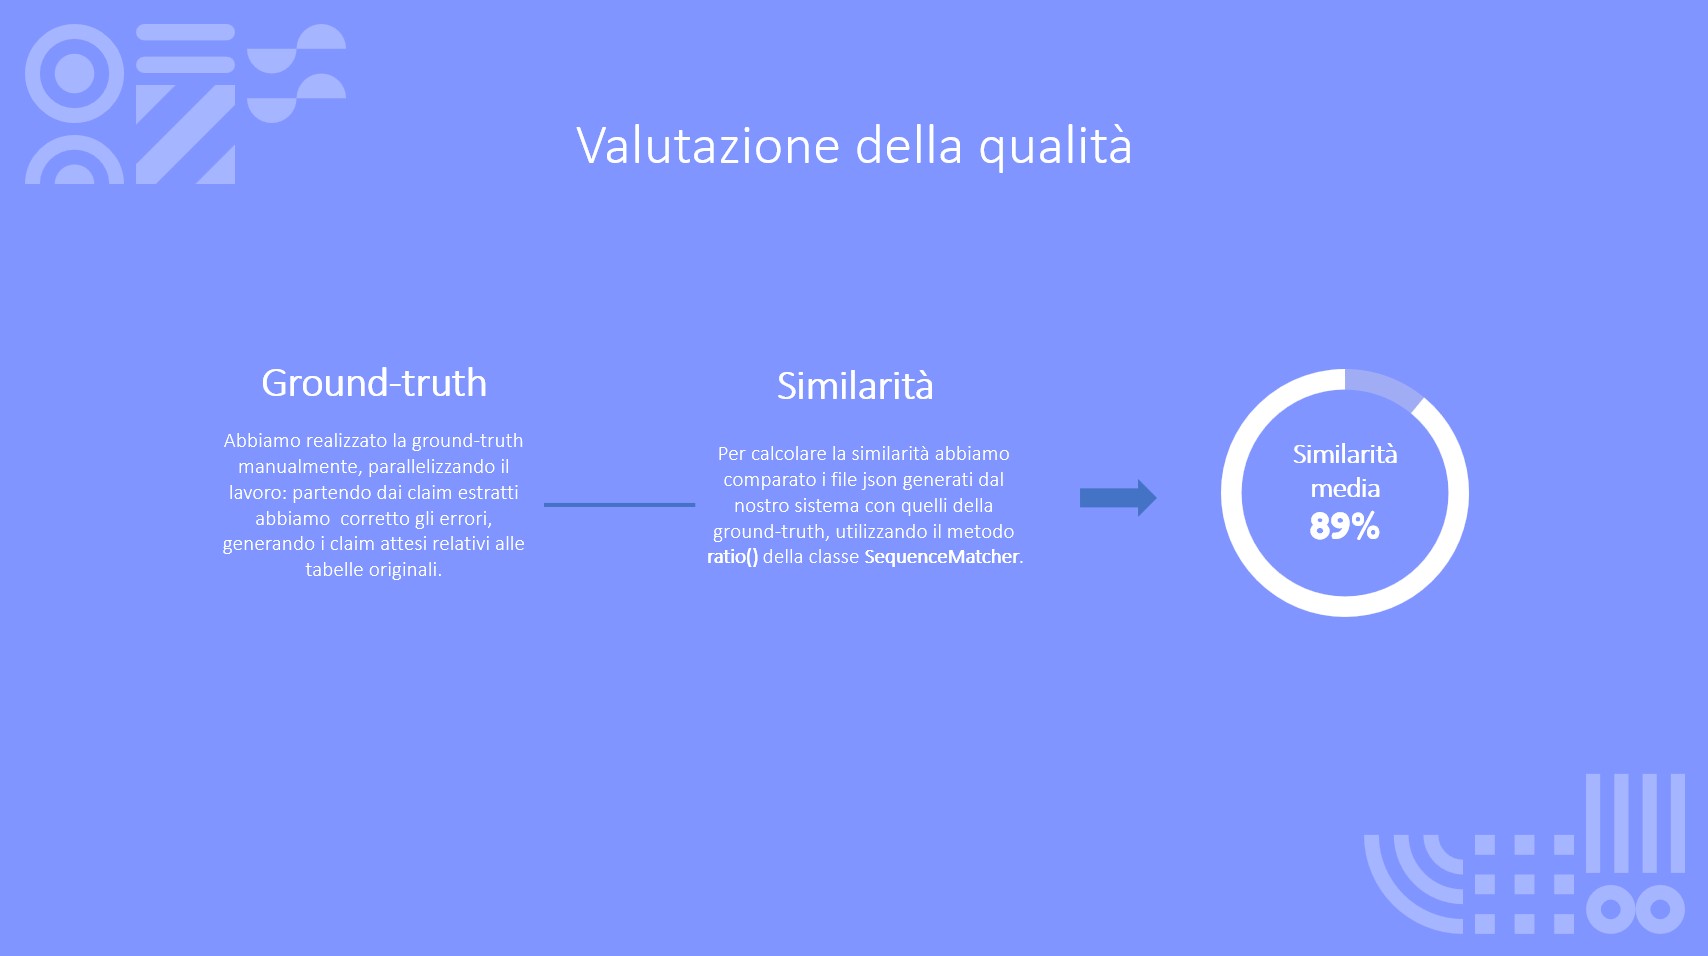 Valutazione della qualità
Ground-truth
Abbiamo realizzato la ground-truth
manualmente, parallelizzando il
lavoro: partendo dai claim estratti
abbiamo  corretto gli errori,
generando i claim attesi relativi alle
tabelle originali.
Similarità
Per calcolare la similarità abbiamo
comparato i file json generati dal
nostro sistema con quelli della
ground-truth, utilizzando il metodo
ratio() della classe SequenceMatcher.
Similarità
media
89%